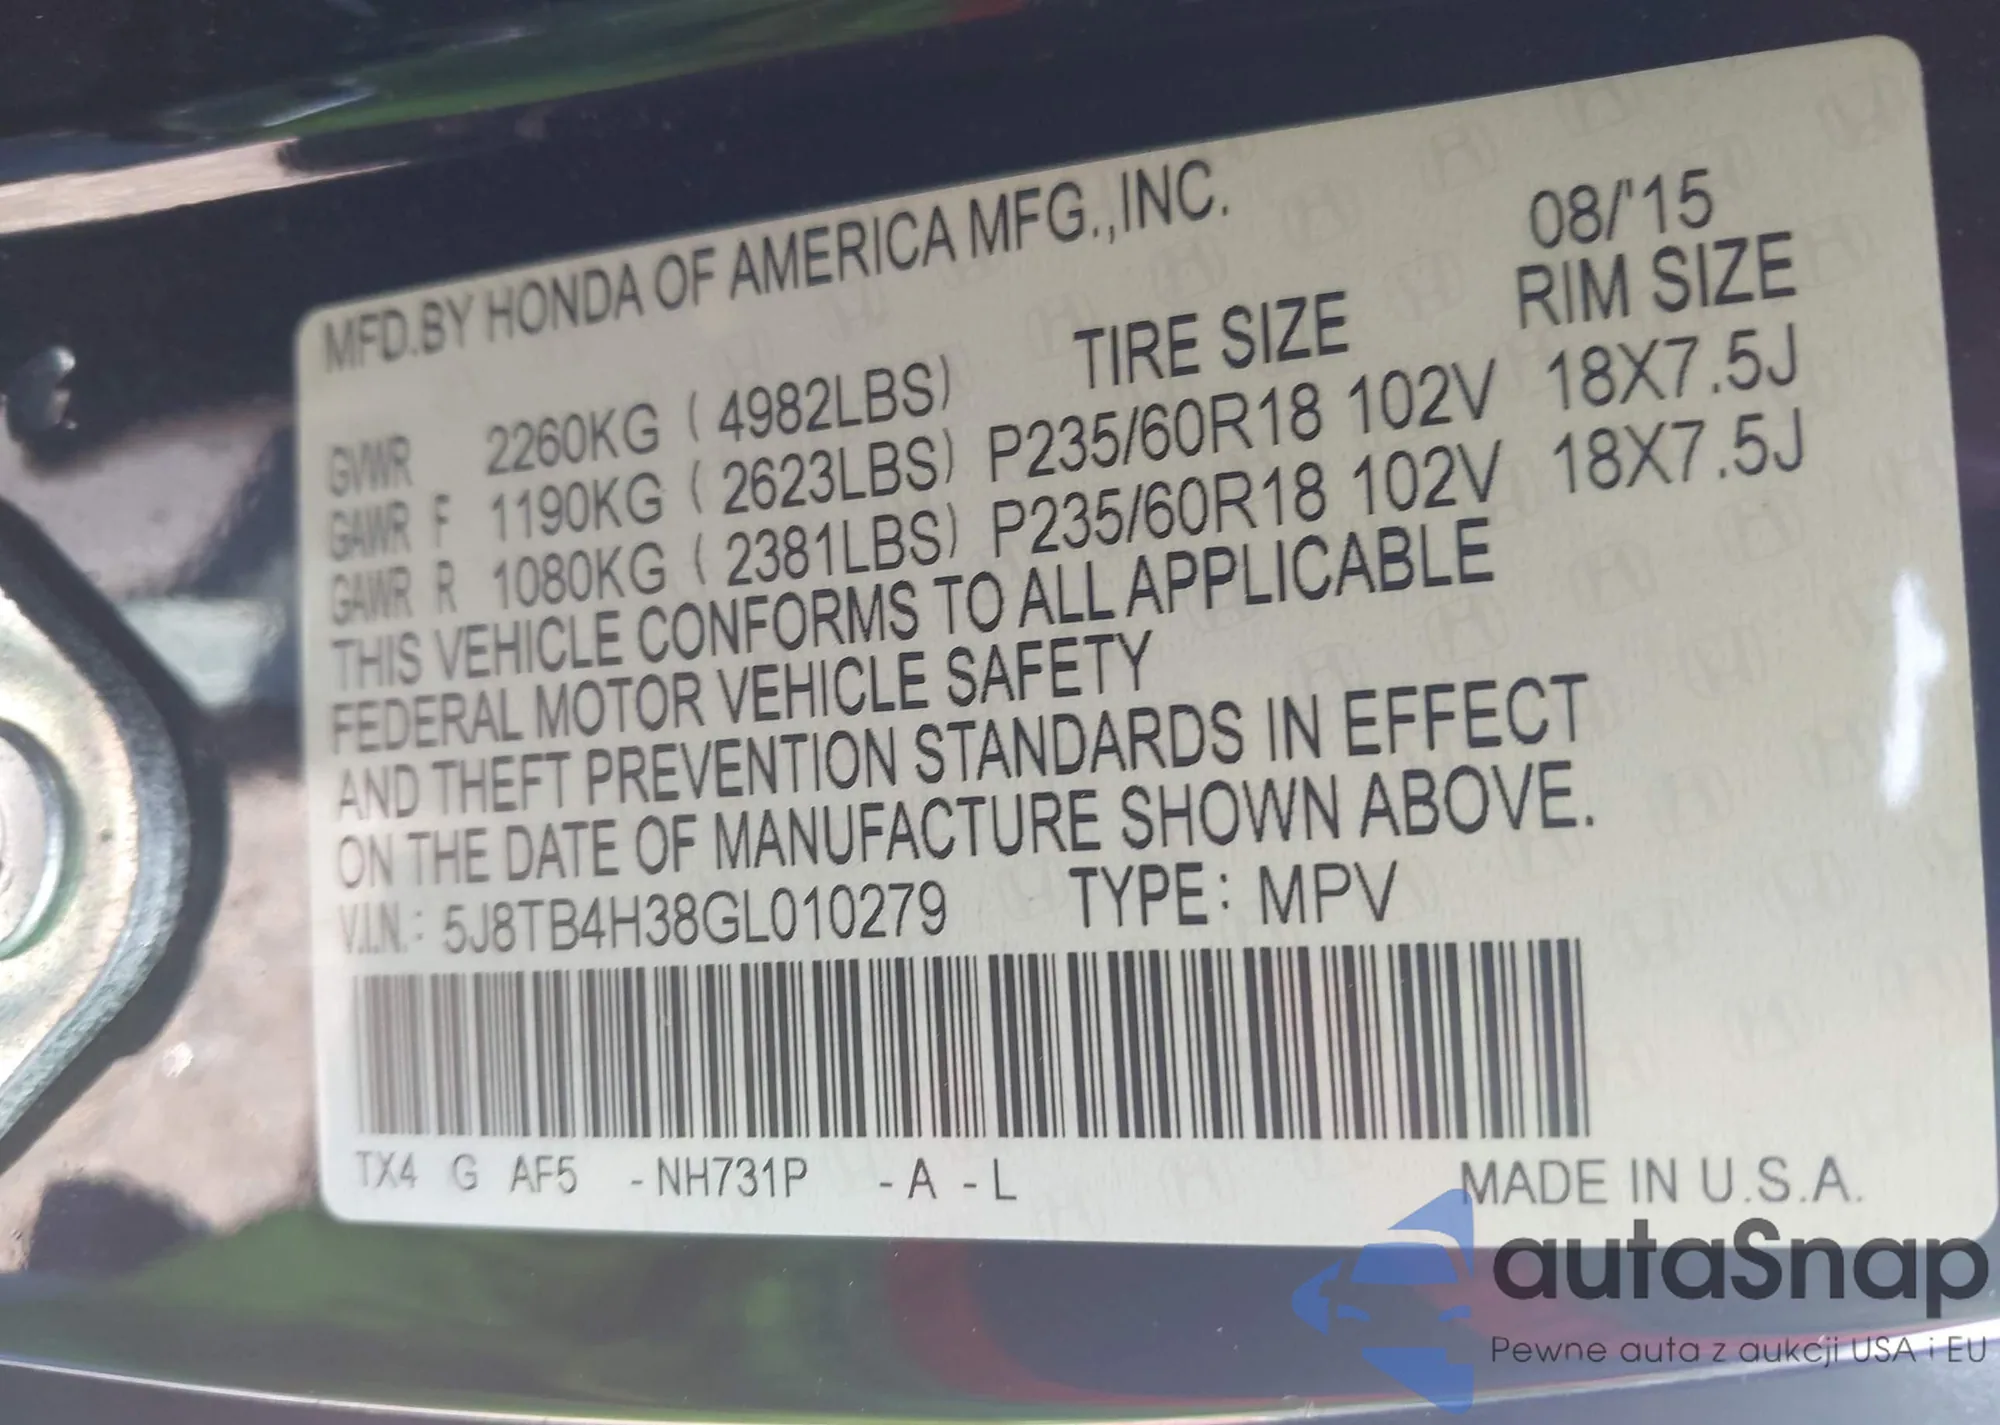 MFD.BY HONDA OF AMERICA MFG.,INC. 08/'15
TIRE SIZE RIM SIZE
GVWR 2260KG ( 4982LBS)
GAWR F 1190KG ( 2623LBS) P235/60R18 102V 18X7.5J
GAWR R 1080KG ( 2381LBS) P235/60R18 102V 18X7.5J
THIS VEHICLE CONFORMS TO ALL APPLICABLE
FEDERAL MOTOR VEHICLE SAFETY
AND THEFT PREVENTION STANDARDS IN EFFECT
ON THE DATE OF MANUFACTURE SHOWN ABOVE.
V.I.N.: 5J8TB4H38GL010279 TYPE: MPV
TX4 G AF5 -NH731P -A -L MADE IN U.S.A.
autaSnap
Pewne auta z aukcji USA i EU